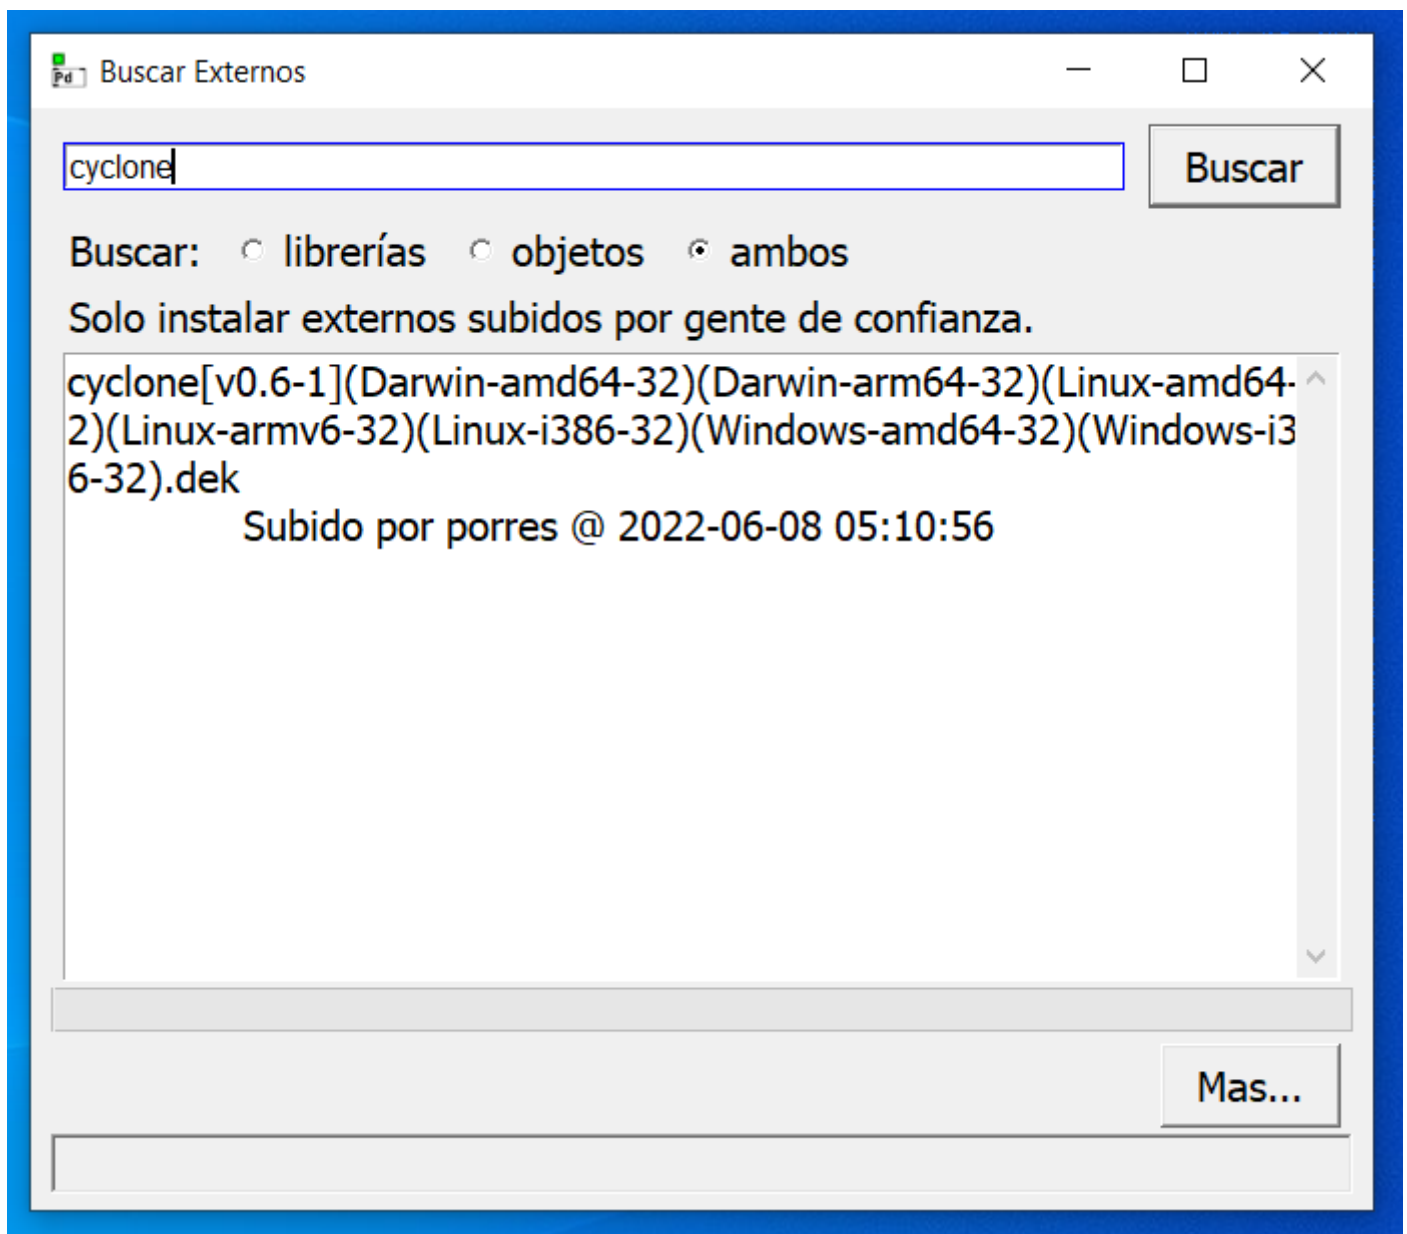 Pd Buscar Externos
cyclone
Buscar
Buscar: librerías objetos ambos
Solo instalar externos subidos por gente de confianza.
cyclone[v0.6-1](Darwin-amd64-32)(Darwin-arm64-32)(Linux-amd64-
2)(Linux-armv6-32)(Linux-i386-32)(Windows-amd64-32)(Windows-i3
6-32).dek
Subido por porres @ 2022-06-08 05:10:56
Mas...